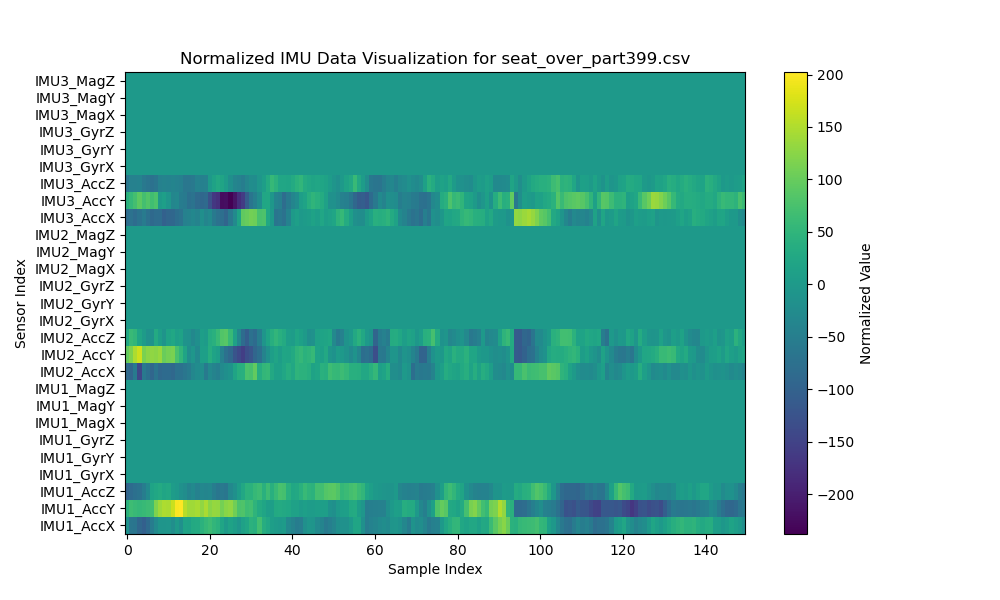 Normalized IMU Data Visualization for seat_over_part399.csv
IMU3_MagZ
IMU3_MagY
IMU3_MagX
IMU3_GyrZ
IMU3_GyrY
IMU3_GyrX
IMU3_AccZ
IMU3_AccY
IMU3_AccX
IMU2_MagZ
IMU2_MagY
IMU2_MagX
IMU2_GyrZ
IMU2_GyrY
IMU2_GyrX
IMU2_AccZ
IMU2_AccY
IMU2_AccX
IMU1_MagZ
IMU1_MagY
IMU1_MagX
IMU1_GyrZ
IMU1_GyrY
IMU1_GyrX
IMU1_AccZ
IMU1_AccY
IMU1_AccX
Sensor Index
0 20 40 60 80 100 120 140
Sample Index
200
150
100
50
0
−50
−100
−150
−200
Normalized Value